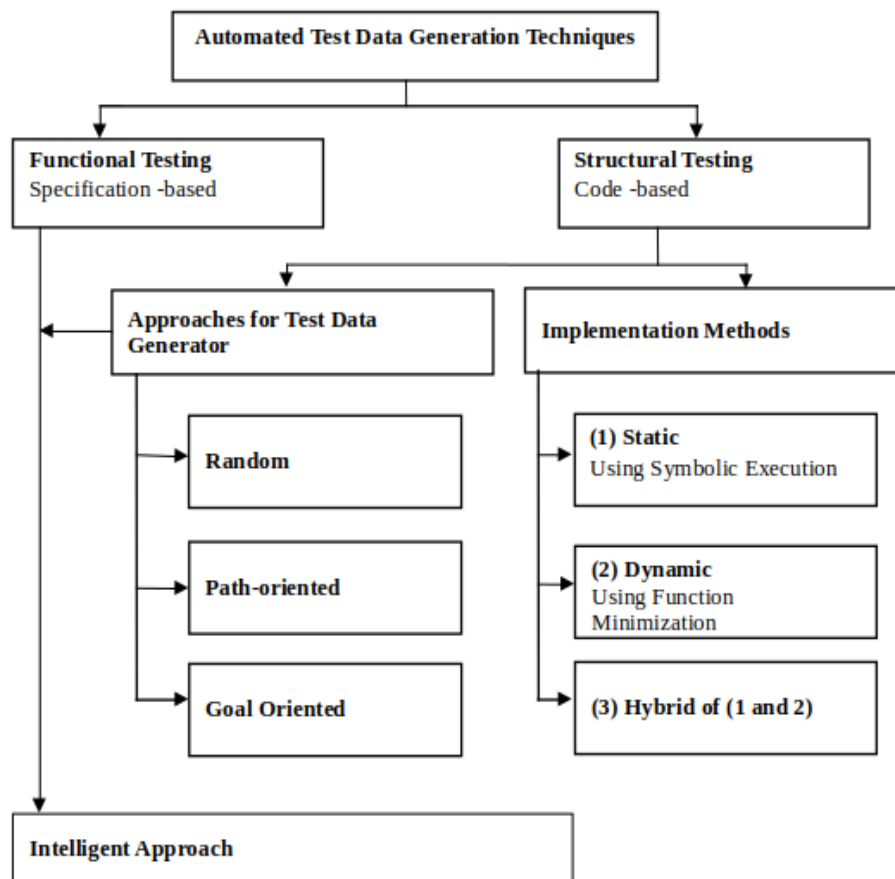 Automated Test Data Generation Techniques
Functional Testing
Specification -based
Structural Testing
Code -based
Approaches for Test Data
Generator
Implementation Methods
Random
Path-oriented
Goal Oriented
(1) Static
Using Symbolic Execution
(2) Dynamic
Using Function
Minimization
(3) Hybrid of (1 and 2)
Intelligent Approach